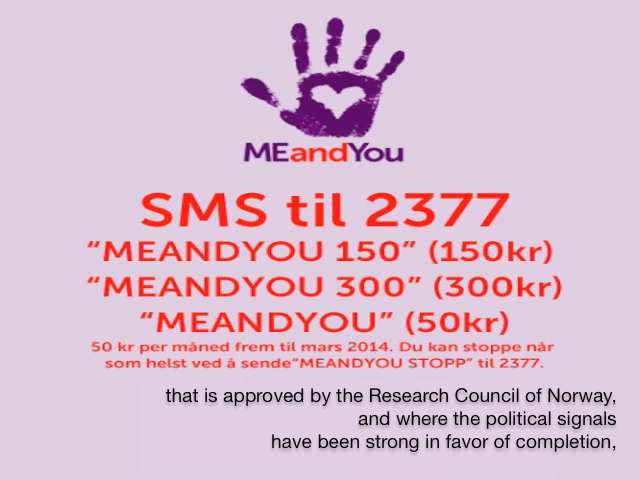 MEandYou
SMS til 2377
“MEANDYOU 150” (150kr)
“MEANDYOU 300” (300kr)
“MEANDYOU” (50kr)
50 kr per måned frem til mars 2014. Du kan stoppe når
som helst ved å sende“MEANDYOU STOPP” til 2377.
that is approved by the Research Council of Norway,
and where the political signals
have been strong in favor of completion,